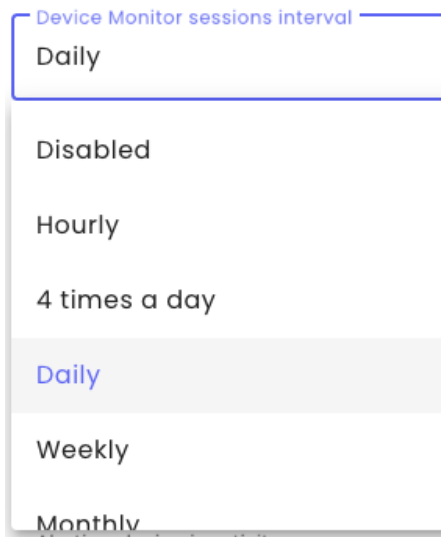 Device Monitor sessions interval
Daily
Disabled
Hourly
4 times a day
Daily
Weekly
Monthly